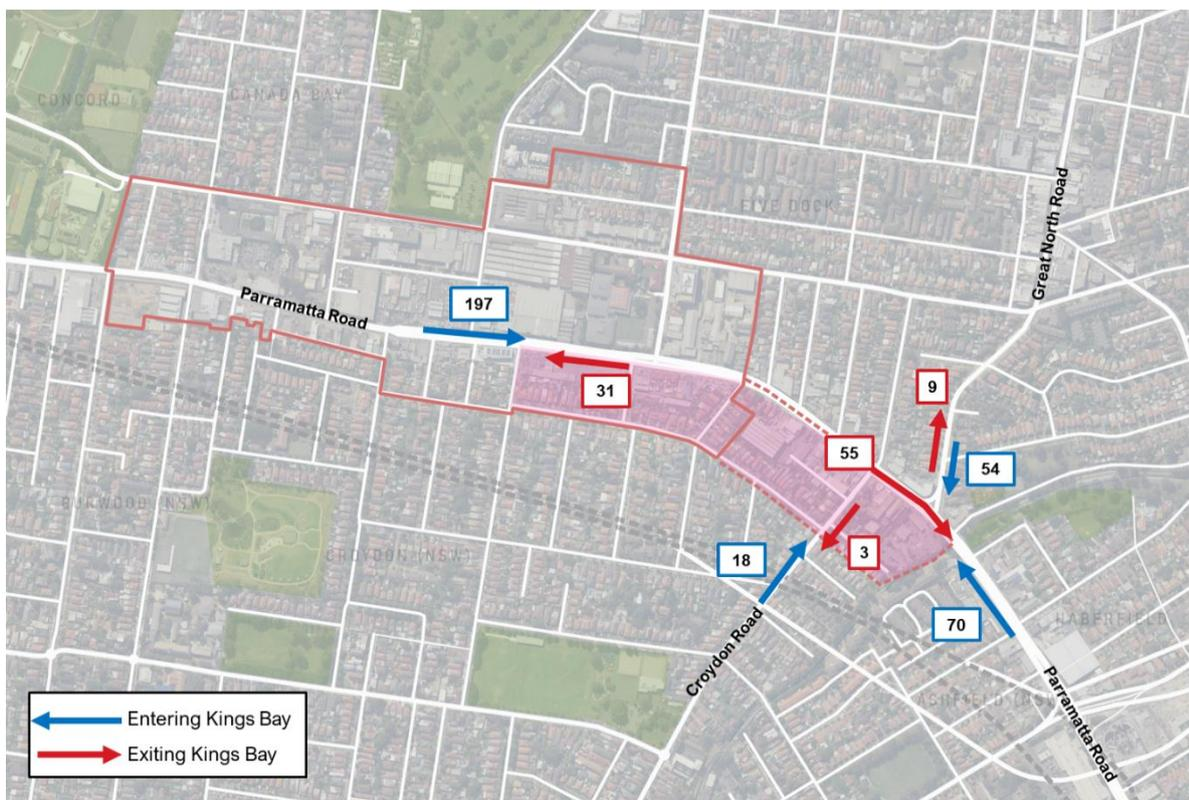 CONCORD
CANADA BAY
FIVE DOCK
Great North Road
Parramatta Road
197
31
9
55
54
BURWOOD (NSW)
CROYDON (NSW)
18
3
70
HABERFIELD
Croydon Road
ASHFIELD (NSW)
Parramatta Road
Entering Kings Bay
Exiting Kings Bay